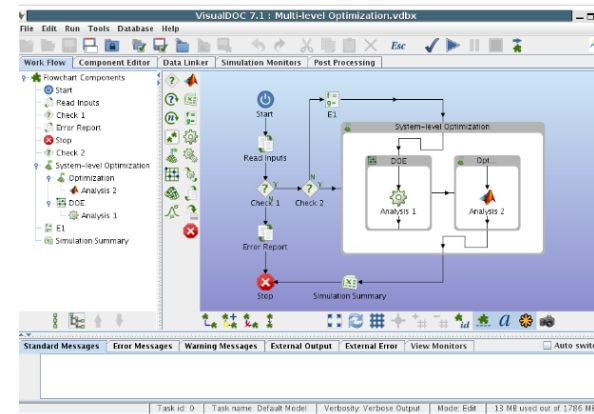 VisualDOC 7.1 : Multi-level Optimization.vdbx
File Edit Run Tools Database Help
Esc
Work Flow Component Editor Data Linker Simulation Monitors Post Processing
Flowchart Components
Start
Read Inputs
? Check 1
Error Report
Stop
? Check 2
System-level Optimization
Optimization
Analysis 2
DOE
Analysis 1
E1
Simulation Summary
Start
E1
System-level Optimization
Read Inputs
DOE
Opt...
N
Y
Y
Check 1
N
Check 2
Analysis 1
Analysis 2
Error Report
Stop
Simulation Summary
id a
Standard Messages Error Messages Warning Messages External Output External Error View Monitors Auto swit
Task id: 0 Task name: Default Model Verbosity: Verbose Output Mode: Edit 13 MB used out of 1786 MB